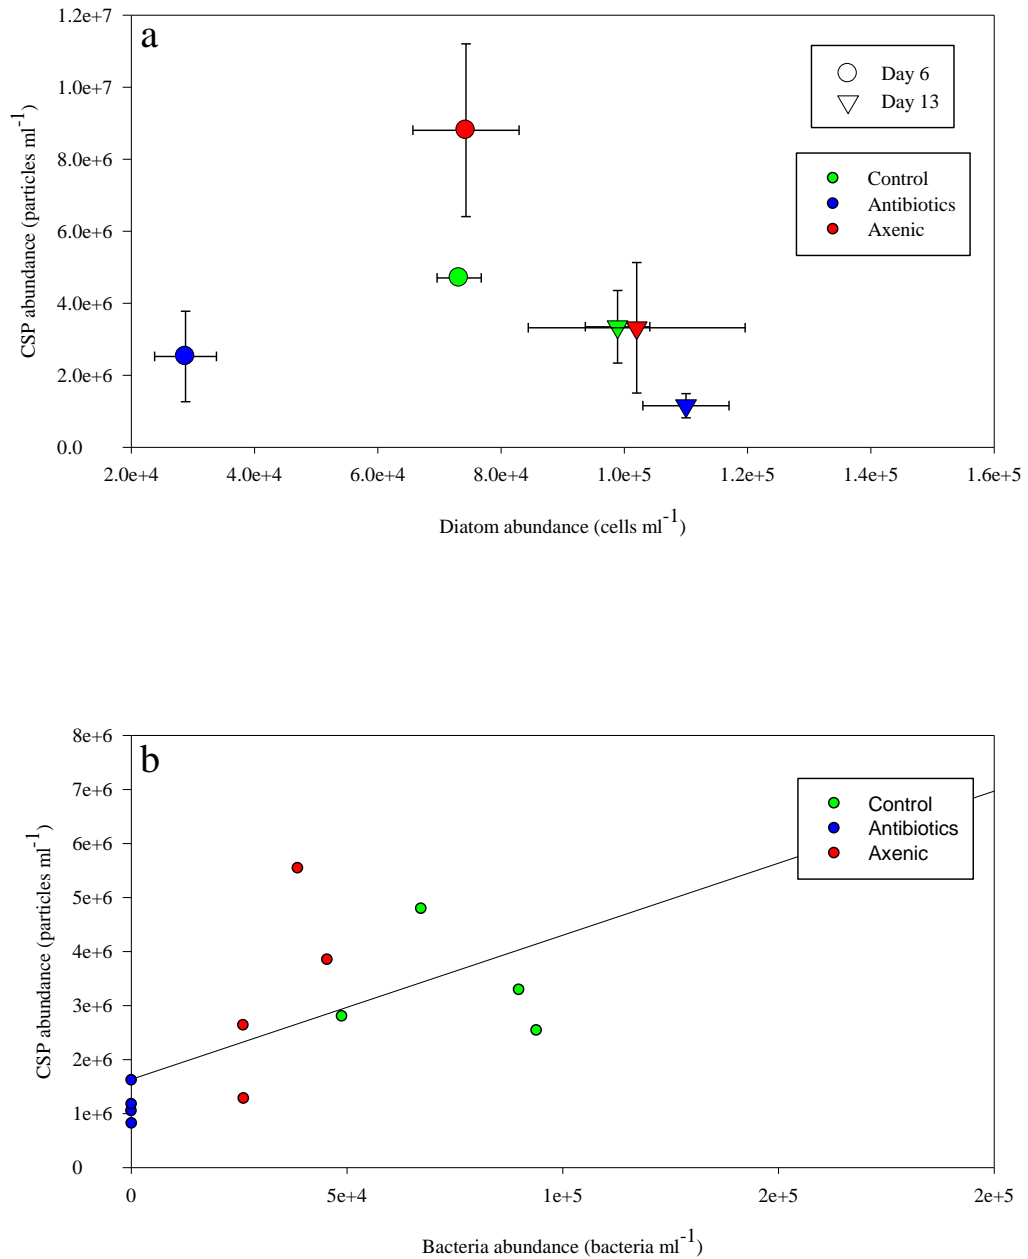 1.2e+7
a
Day 6
1.0e+7
Day 13
8.0e+6
Control
6.0e+6
Antibiotics
Axenic
4.0e+6
2.0e+6
0.0
CSP abundance (particles ml-1)
2.0e+4 4.0e+4 6.0e+4 8.0e+4 1.0e+5 1.2e+5 1.4e+5 1.6e+5
Diatom abundance (cells ml-1)
8e+6
b
7e+6
Control
6e+6
Antibiotics
Axenic
5e+6
4e+6
3e+6
2e+6
1e+6
0
CSP abundance (particles ml-1)
0 5e+4 1e+5 2e+5 2e+5
Bacteria abundance (bacteria ml-1)